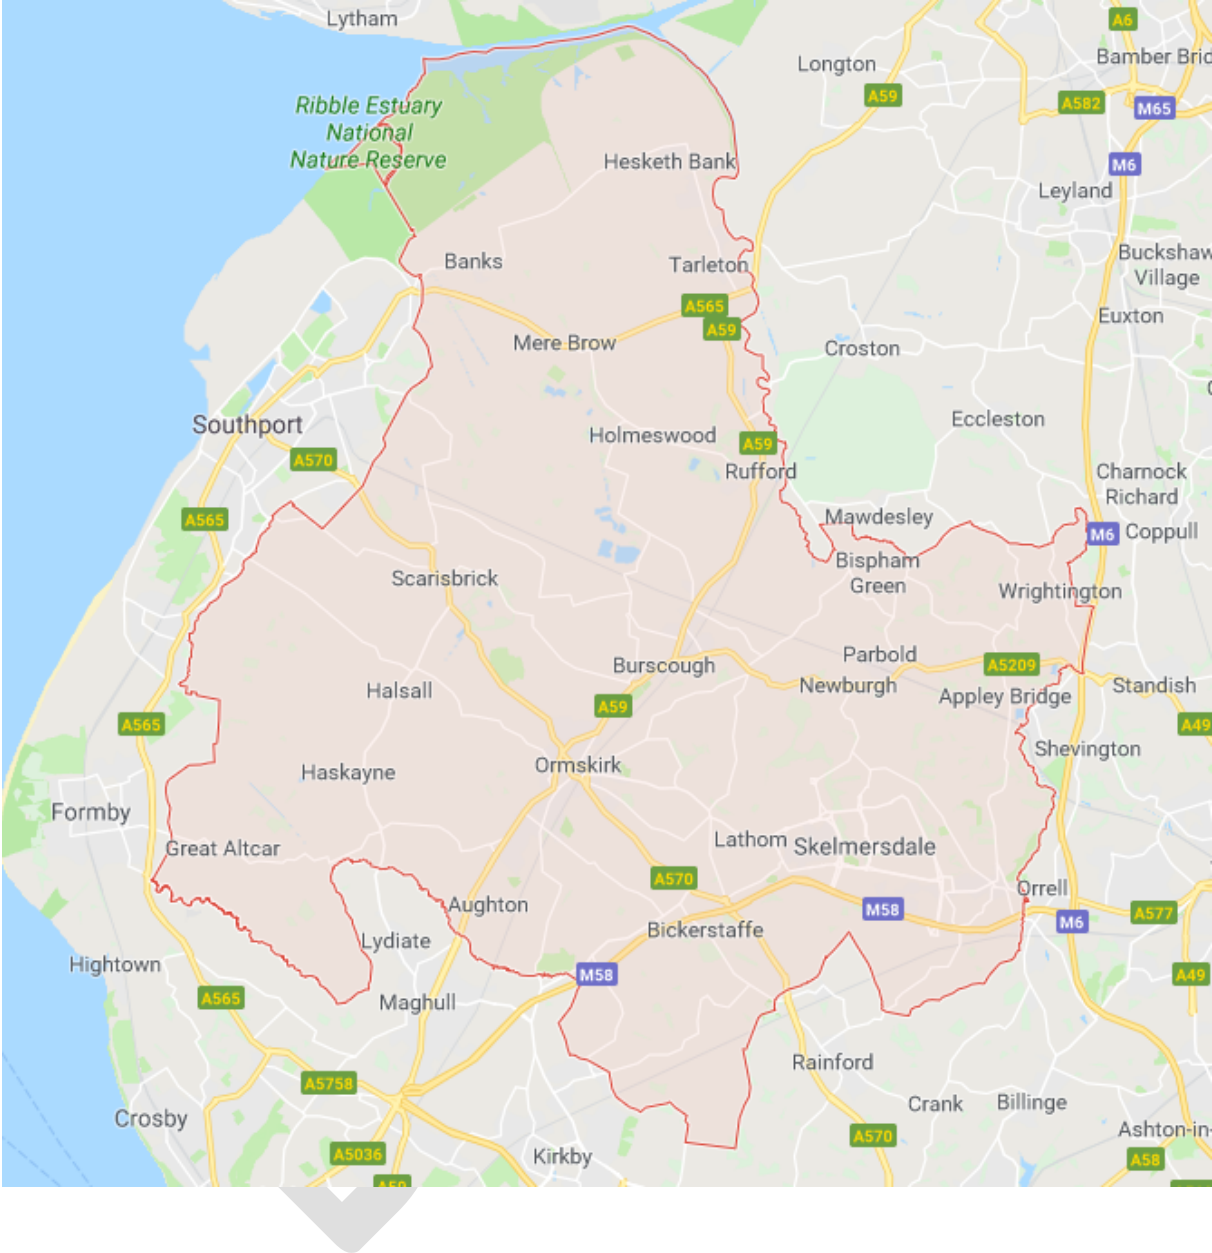 Lytham
A6
Bamber Brid
Longton
A59
A582
M65
Ribble Estuary
National
Nature Reserve
Hesketh Bank
M6
Leyland
Banks
Tarleton
Buckshaw
Village
A565
A59
Euxton
Mere Brow
Croston
Southport
Holmeswood
A59
Eccleston
A570
Rufford
Charnock
Richard
A565
Mawdesley
M6
Coppull
Scarisbrick
Bispham
Green
Wrightington
Burscough
Parbold
A5209
Halsall
Newburgh
Appley Bridge
Standish
A59
A565
A49
Shevington
Ormskirk
Haskayne
Formby
Great Altcar
Lathom
Skelmersdale
A570
Orrell
Aughton
M58
A577
M6
Bickerstaffe
Lydiate
Hightown
M58
A49
A565
Maghull
Rainford
A5758
Crank
Billinge
Crosby
A570
Ashton-in-
A5036
Kirkby
A58
A59